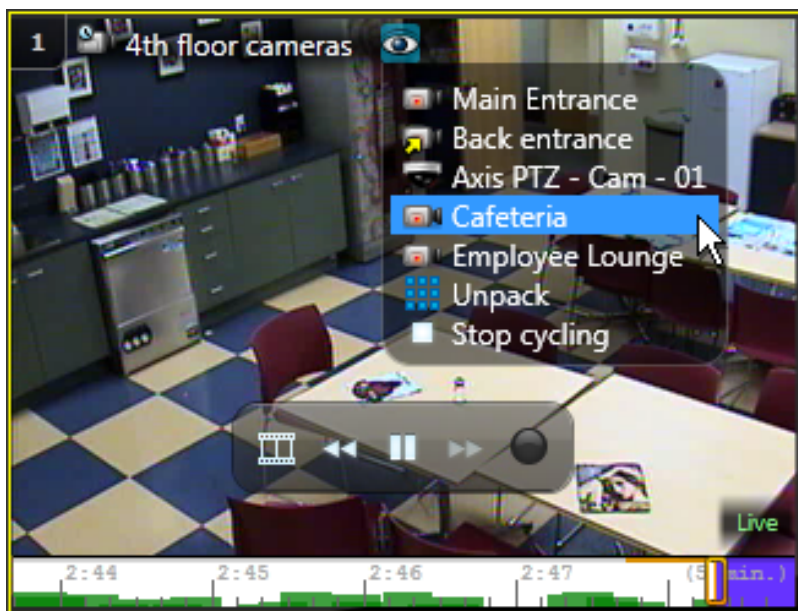 1 4th floor cameras
Main Entrance
Back entrance
Axis PTZ - Cam - 01
Cafeteria
Employee Lounge
Unpack
Stop cycling
Live
2:44 2:45 2:46 2:47 (5 min.)